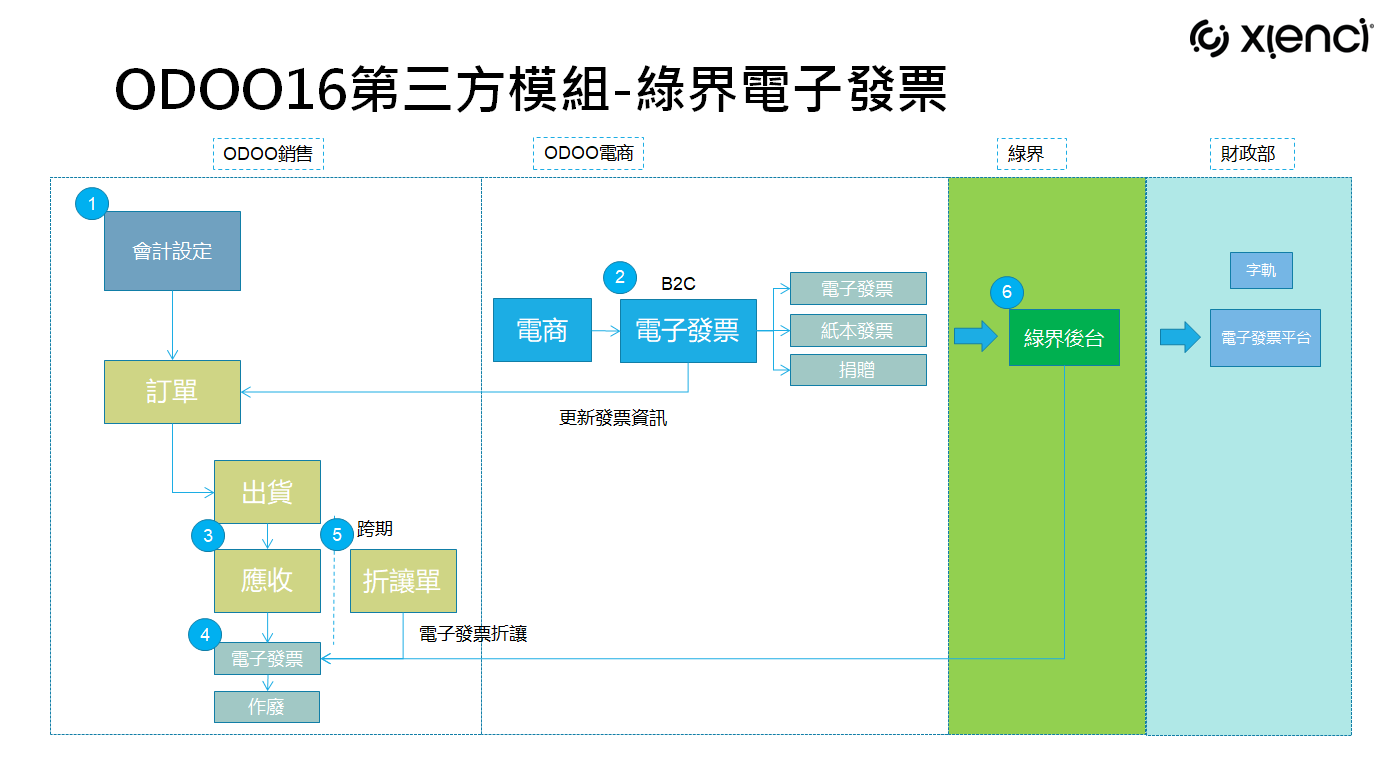 xienci
ODOO16第三方模組-綠界電子發票
ODOO銷售
ODOO電商
綠界
財政部
1
會計設定
訂單
出貨
3
應收
5
跨期
折讓單
4
電子發票
電子發票折讓
作廢
2
B2C
電商
電子發票
電子發票
紙本發票
捐贈
更新發票資訊
6
綠界後台
字軌
電子發票平台